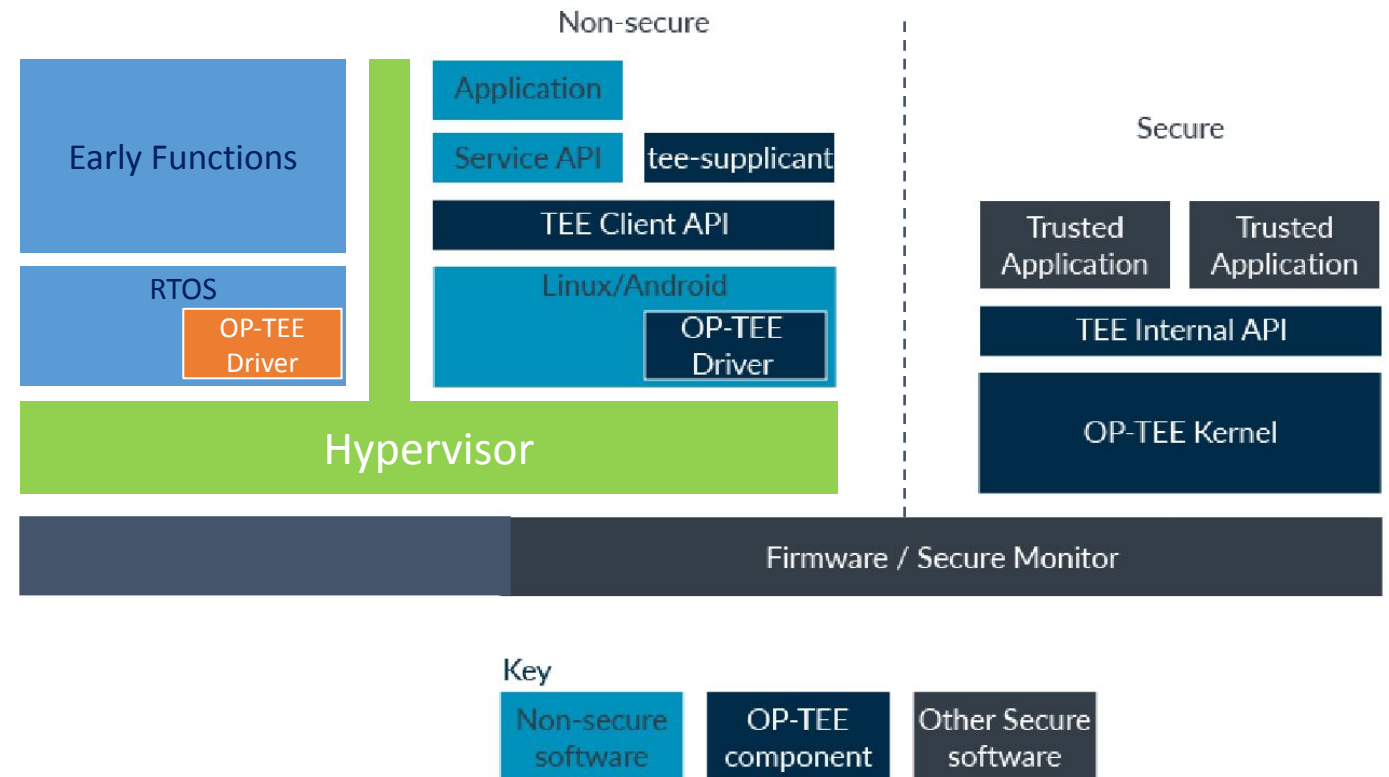 Non-secure
Early Functions
RTOS
OP-TEE
Driver
Application
Service API
tee-supplicant
TEE Client API
Linux/Android
OP-TEE
Driver
Hypervisor
Secure
Trusted
Application
Trusted
Application
TEE Internal API
OP-TEE Kernel
Firmware / Secure Monitor
Key
Non-secure
software
OP-TEE
component
Other Secure
software